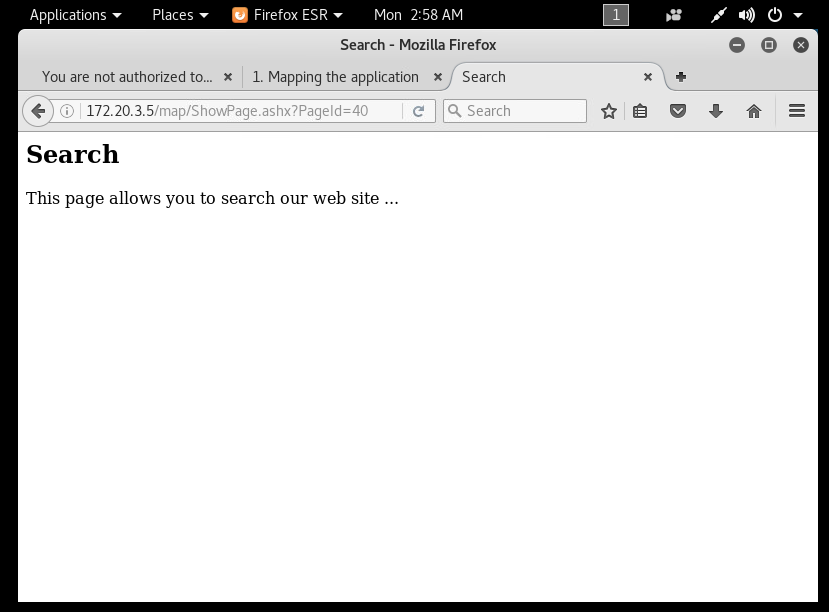 Applications Places Firefox ESR Mon 2:58 AM 1
Search - Mozilla Firefox
You are not authorized to... 1. Mapping the application Search
172.20.3.5/map/ShowPage.ashx?PageId=40 Search
Search
This page allows you to search our web site ...